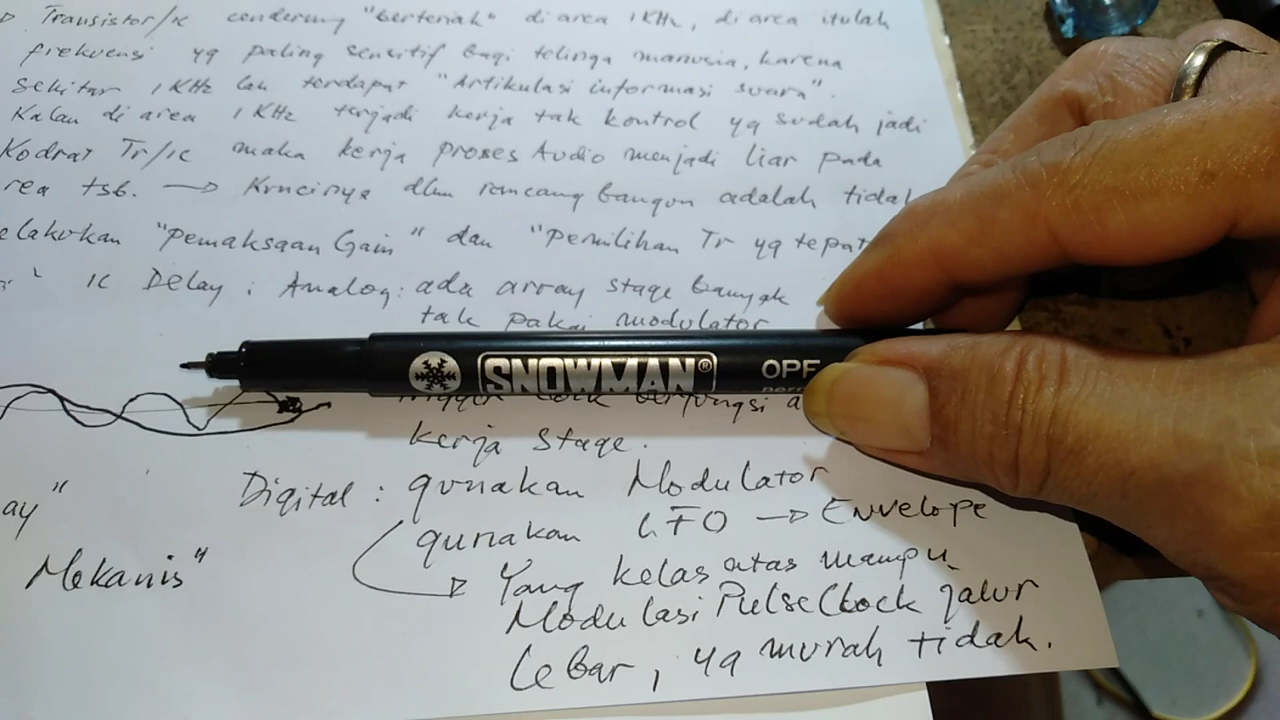 Transistor/ic cenderung "berteriak" di area 1KHz, di area itulah
frekuensi yg paling sensitif bagi telinga manusia, karena
sekitar 1KHz lah terdapat "Artikulasi informasi suara".
Kalau di area 1KHz terjadi kerja tak kontrol yg sudah jadi
Kodrat Tr/ic maka kerja proses Audio menjadi liar pada
rea tsb. → Kuncinya dlm rancang bangun adalah tidak
elakukan "Pemaksaan Gain" dan "Pemilihan Tr yg tepat
IC Delay : Analog: ada array stage banyak
tak pakai modulator
SNOWMAN® OPF
berfungsi a
kerja stage.
ay"
Digital : gunakan Modulator
gunakan LFO → Envelope
Mekanis"
Yang kelas atas mampu
Modulasi Pulse Clock jalur
lebar, yg murah tidak.